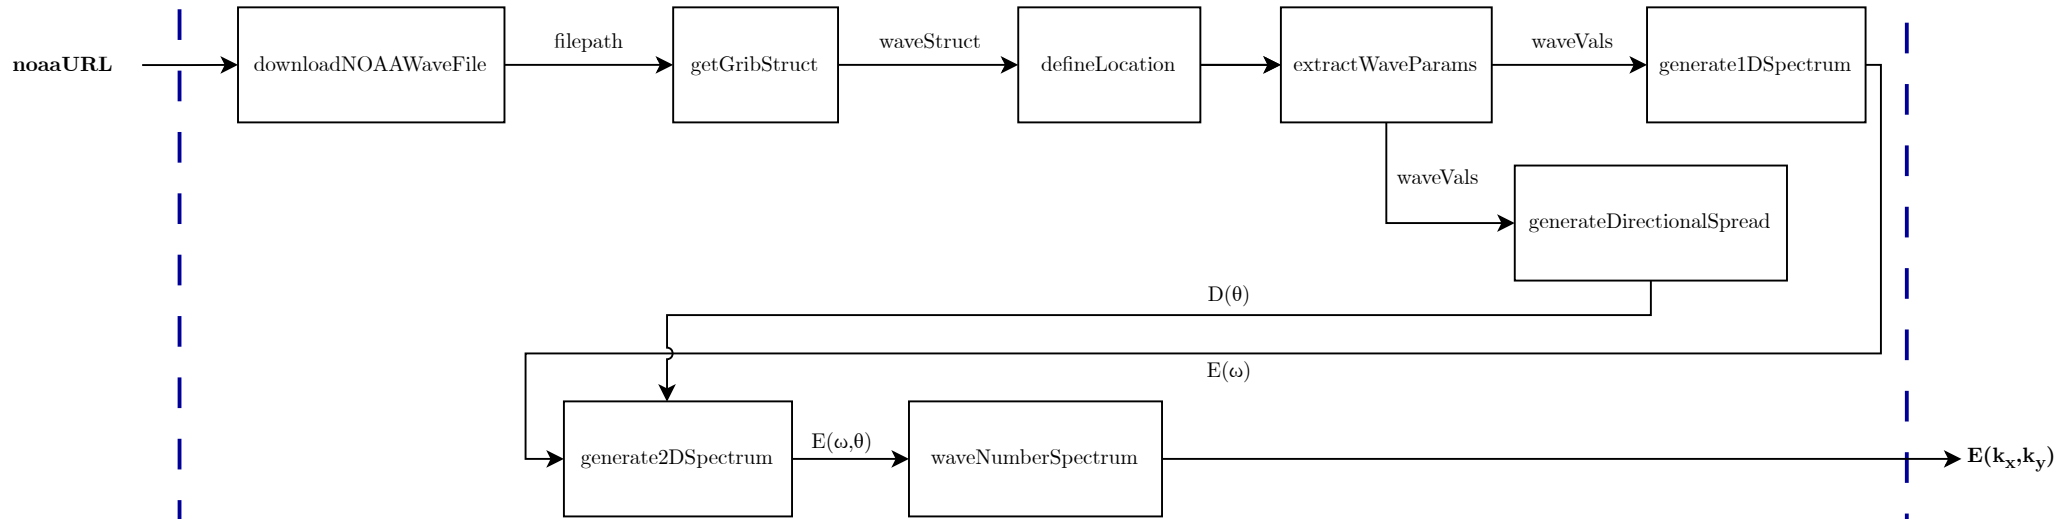 noaaURL
downloadNOAAWaveFile
filepath
getGribStruct
waveStruct
defineLocation
extractWaveParams
waveVals
generate1DSpectrum
waveVals
generateDirectionalSpread
D(θ)
E(ω)
generate2DSpectrum
E(ω,θ)
waveNumberSpectrum
E(kx,ky)